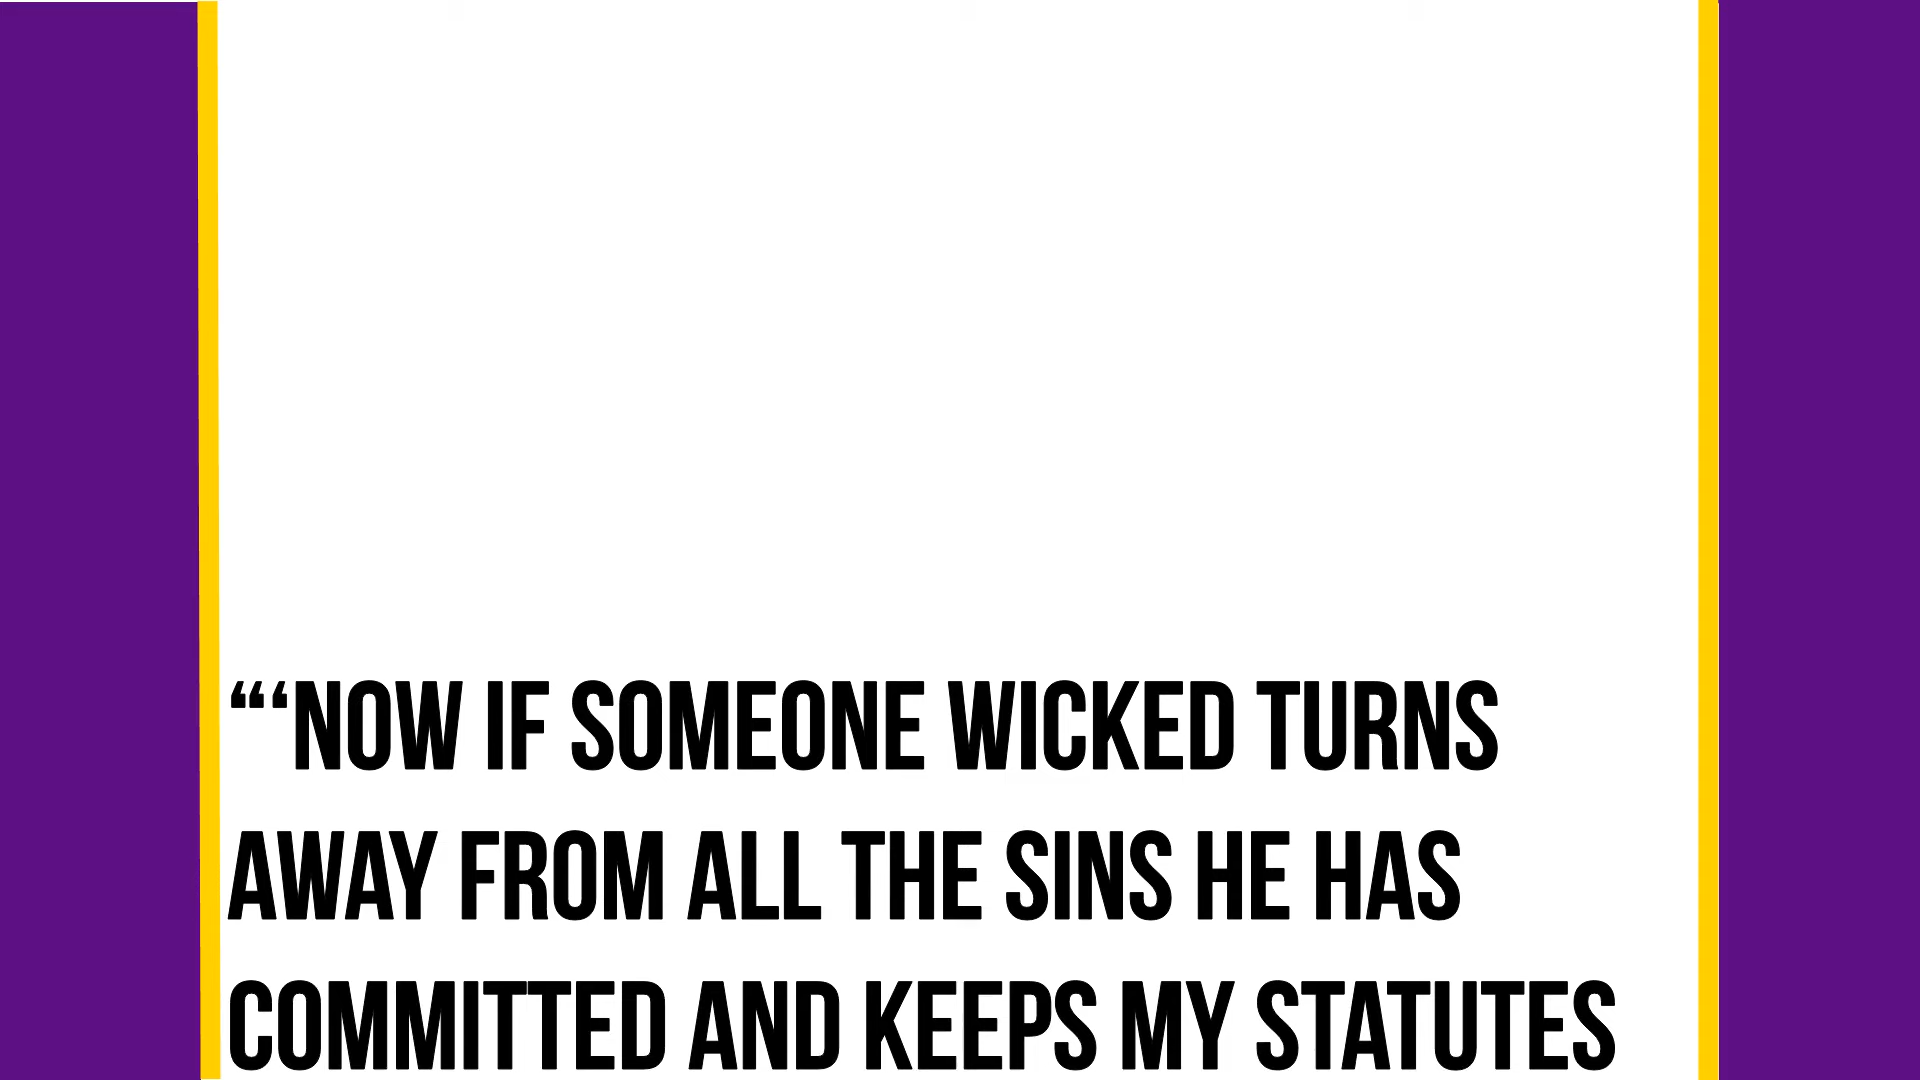 “‘NOW IF SOMEONE WICKED TURNS
AWAY FROM ALL THE SINS HE HAS
COMMITTED AND KEEPS MY STATUTES